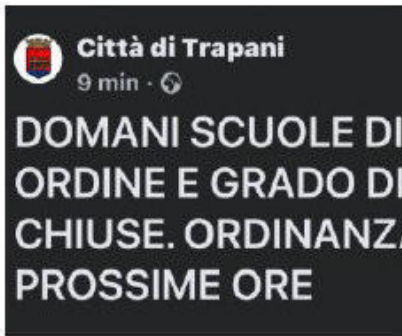 Città di Trapani
9 min ·
DOMANI SCUOLE DI
ORDINE E GRADO DI
CHIUSE. ORDINANZA
PROSSIME ORE